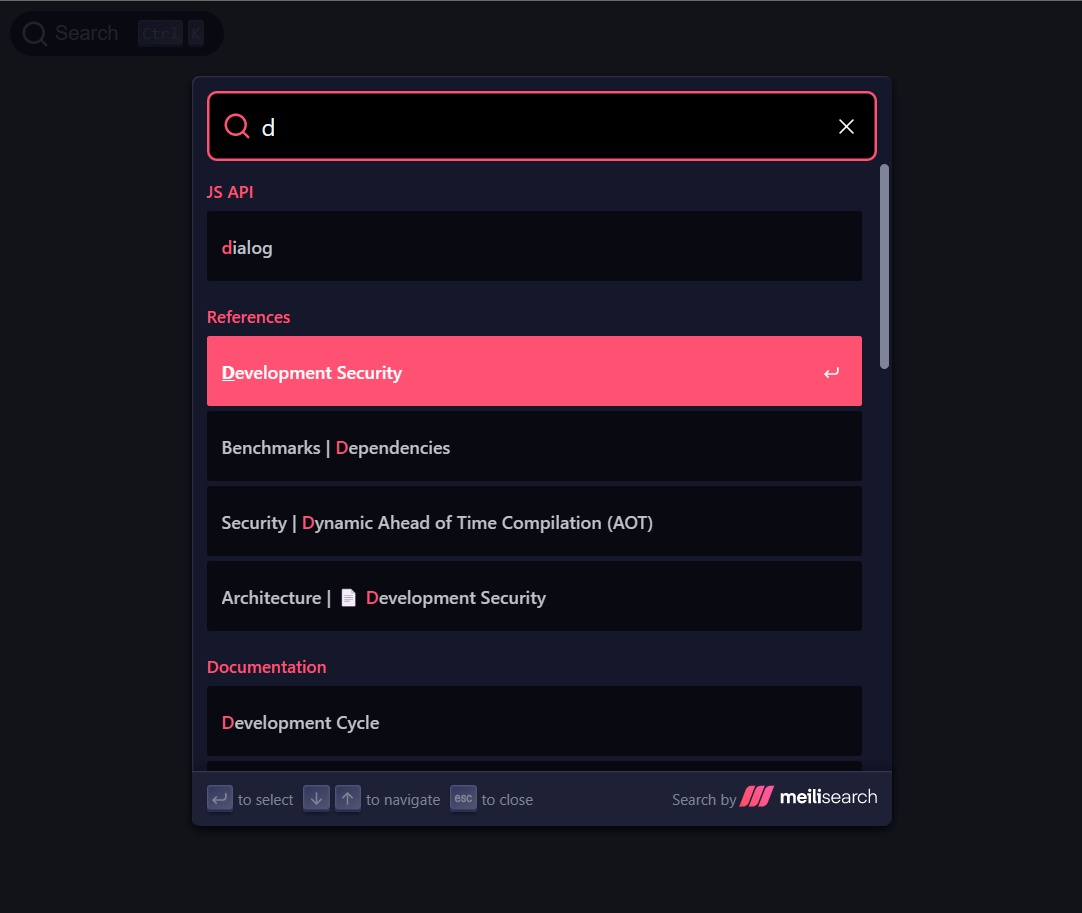 Search Ctrl K
d
JS API
dialog
References
Development Security
Benchmarks | Dependencies
Security | Dynamic Ahead of Time Compilation (AOT)
Architecture | 📄 Development Security
Documentation
Development Cycle
to select to navigate esc to close Search by meilisearch